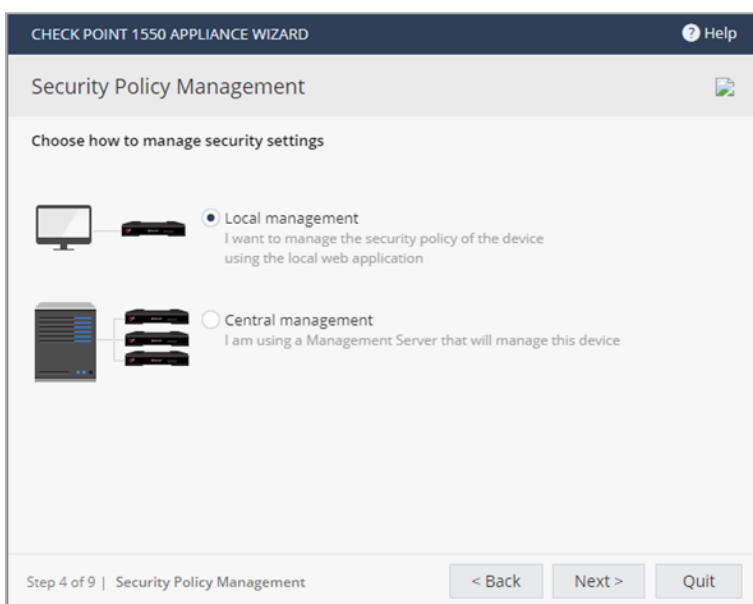 CHECK POINT 1550 APPLIANCE WIZARD
? Help
Security Policy Management
Choose how to manage security settings
Local management
I want to manage the security policy of the device
using the local web application
Central management
I am using a Management Server that will manage this device
Step 4 of 9 | Security Policy Management
< Back
Next >
Quit